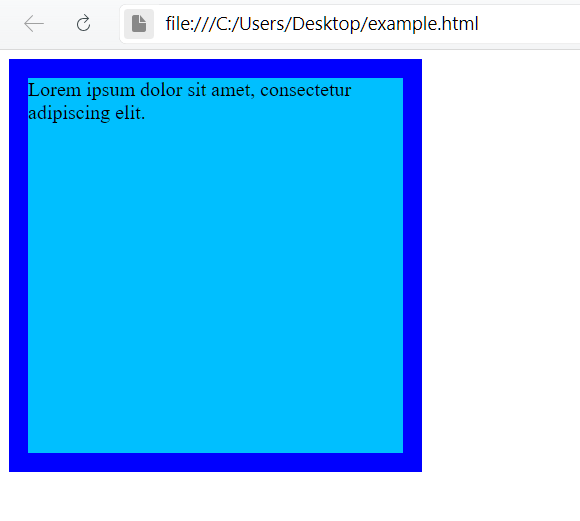 file:///C:/Users/Desktop/example.html
Lorem ipsum dolor sit amet, consectetur
adipiscing elit.